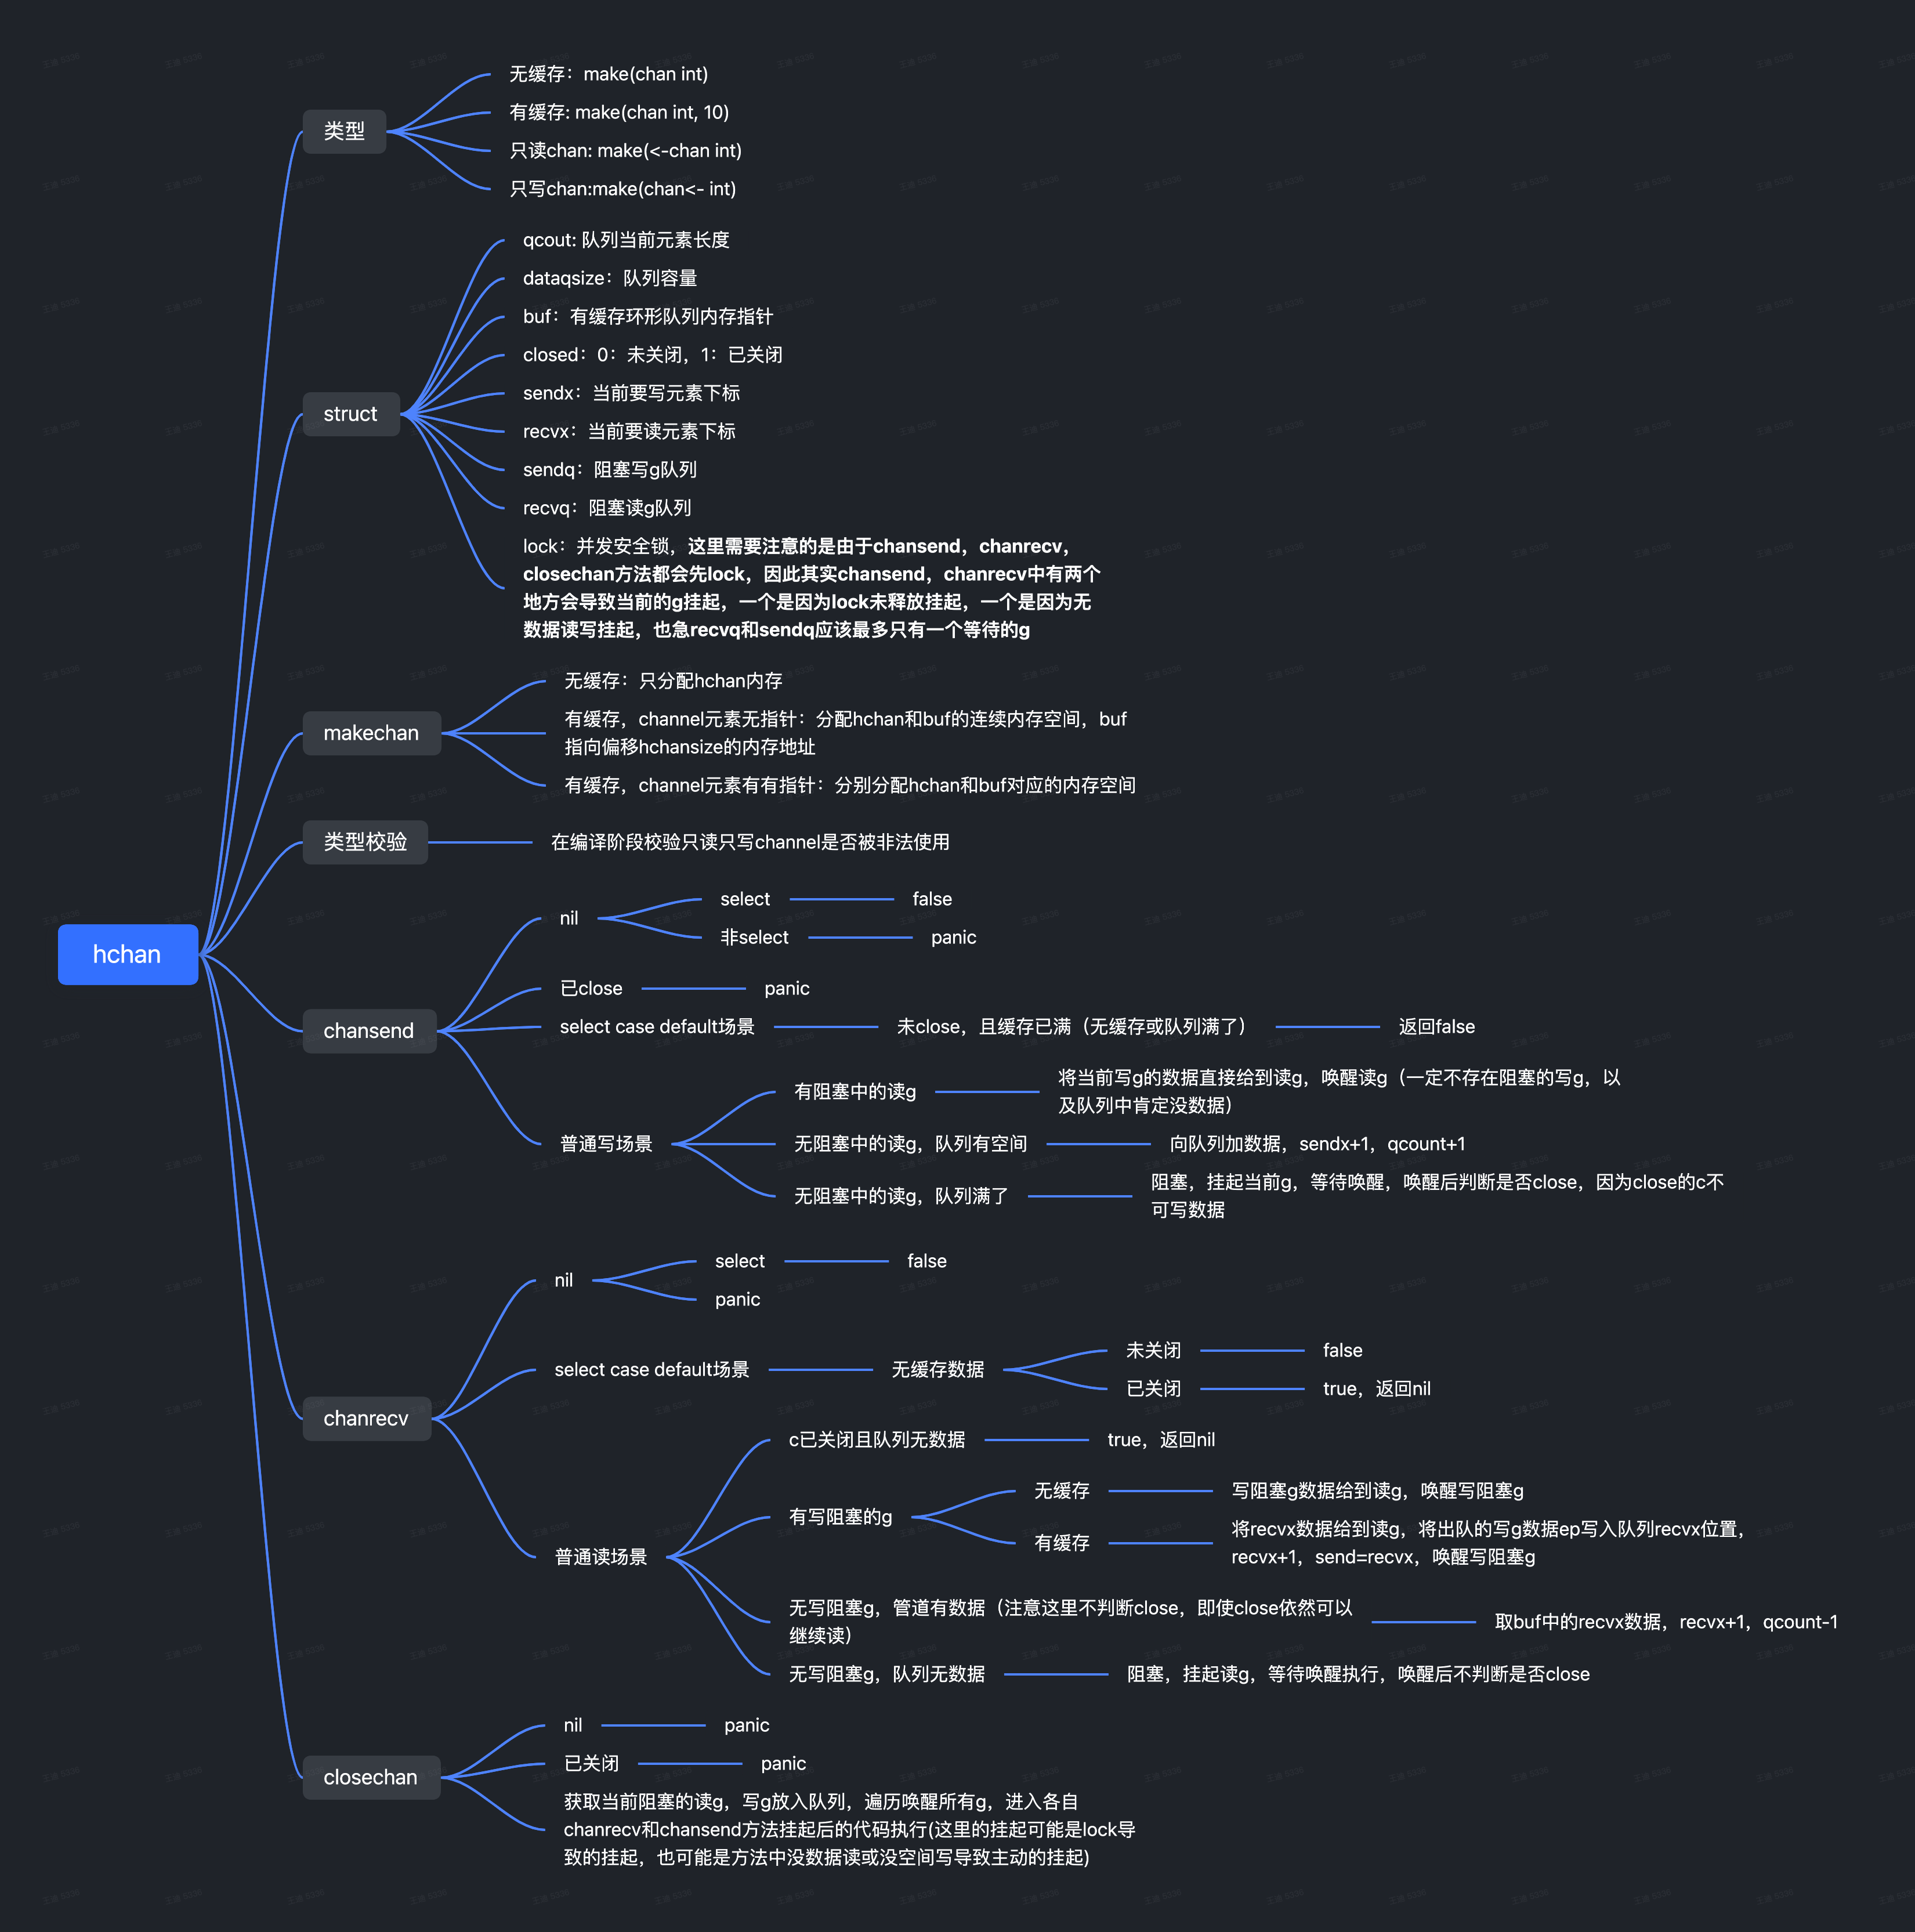 hchan
类型
无缓存：make(chan int)
有缓存: make(chan int, 10)
只读chan: make(<-chan int)
只写chan:make(chan<- int)
struct
qcout: 队列当前元素长度
dataqsize：队列容量
buf：有缓存环形队列内存指针
closed：0：未关闭，1：已关闭
sendx：当前要写元素下标
recvx：当前要读元素下标
sendq：阻塞写g队列
recvq：阻塞读g队列
lock：并发安全锁，这里需要注意的是由于chansend，chanrecv，
closechan方法都会先lock，因此其实chansend，chanrecv中有两个
地方会导致当前的g挂起，一个是因为lock未释放挂起，一个是因为无
数据读写挂起，也急recvq和sendq应该最多只有一个等待的g
makechan
无缓存：只分配hchan内存
有缓存，channel元素无指针：分配hchan和buf的连续内存空间，buf
指向偏移hchansize的内存地址
有缓存，channel元素有有指针：分别分配hchan和buf对应的内存空间
类型校验
在编译阶段校验只读只写channel是否被非法使用
chansend
nil
select
false
非select
panic
已close
panic
select case default场景
未close，且缓存已满（无缓存或队列满了）
返回false
普通写场景
有阻塞中的读g
将当前写g的数据直接给到读g，唤醒读g（一定不存在阻塞的写g，以
及队列中肯定没数据）
无阻塞中的读g，队列有空间
向队列加数据，sendx+1，qcount+1
无阻塞中的读g，队列满了
阻塞，挂起当前g，等待唤醒，唤醒后判断是否close，因为close的c不
可写数据
chanrecv
nil
select
false
panic
select case default场景
无缓存数据
未关闭
false
已关闭
true，返回nil
普通读场景
c已关闭且队列无数据
true，返回nil
有写阻塞的g
无缓存
写阻塞g数据给到读g，唤醒写阻塞g
有缓存
将recvx数据给到读g，将出队的写g数据ep写入队列recvx位置，
recvx+1，send=recvx，唤醒写阻塞g
无写阻塞g，管道有数据（注意这里不判断close，即使close依然可以
继续读）
取buf中的recvx数据，recvx+1，qcount-1
无写阻塞g，队列无数据
阻塞，挂起读g，等待唤醒执行，唤醒后不判断是否close
closechan
nil
panic
已关闭
panic
获取当前阻塞的读g，写g放入队列，遍历唤醒所有g，进入各自
chanrecv和chansend方法挂起后的代码执行(这里的挂起可能是lock导
致的挂起，也可能是方法中没数据读或没空间写导致主动的挂起)